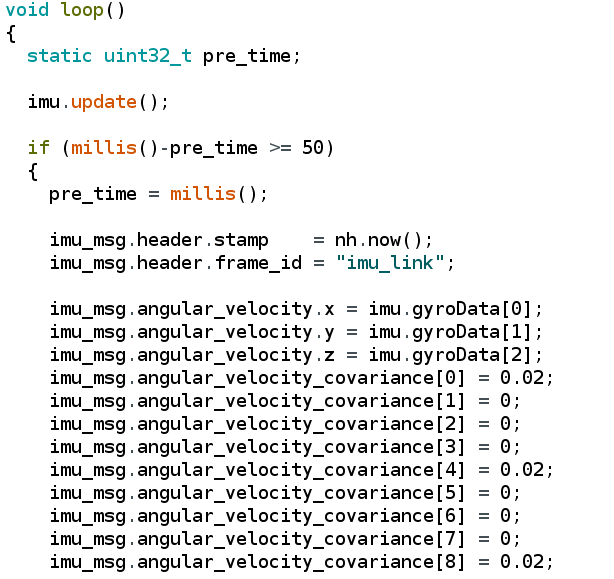 void loop()
{
  static uint32_t pre_time;

  imu.update();

  if (millis()-pre_time >= 50)
  {
    pre_time = millis();

    imu_msg.header.stamp    = nh.now();
    imu_msg.header.frame_id = "imu_link";

    imu_msg.angular_velocity.x = imu.gyroData[0];
    imu_msg.angular_velocity.y = imu.gyroData[1];
    imu_msg.angular_velocity.z = imu.gyroData[2];
    imu_msg.angular_velocity_covariance[0] = 0.02;
    imu_msg.angular_velocity_covariance[1] = 0;
    imu_msg.angular_velocity_covariance[2] = 0;
    imu_msg.angular_velocity_covariance[3] = 0;
    imu_msg.angular_velocity_covariance[4] = 0.02;
    imu_msg.angular_velocity_covariance[5] = 0;
    imu_msg.angular_velocity_covariance[6] = 0;
    imu_msg.angular_velocity_covariance[7] = 0;
    imu_msg.angular_velocity_covariance[8] = 0.02;